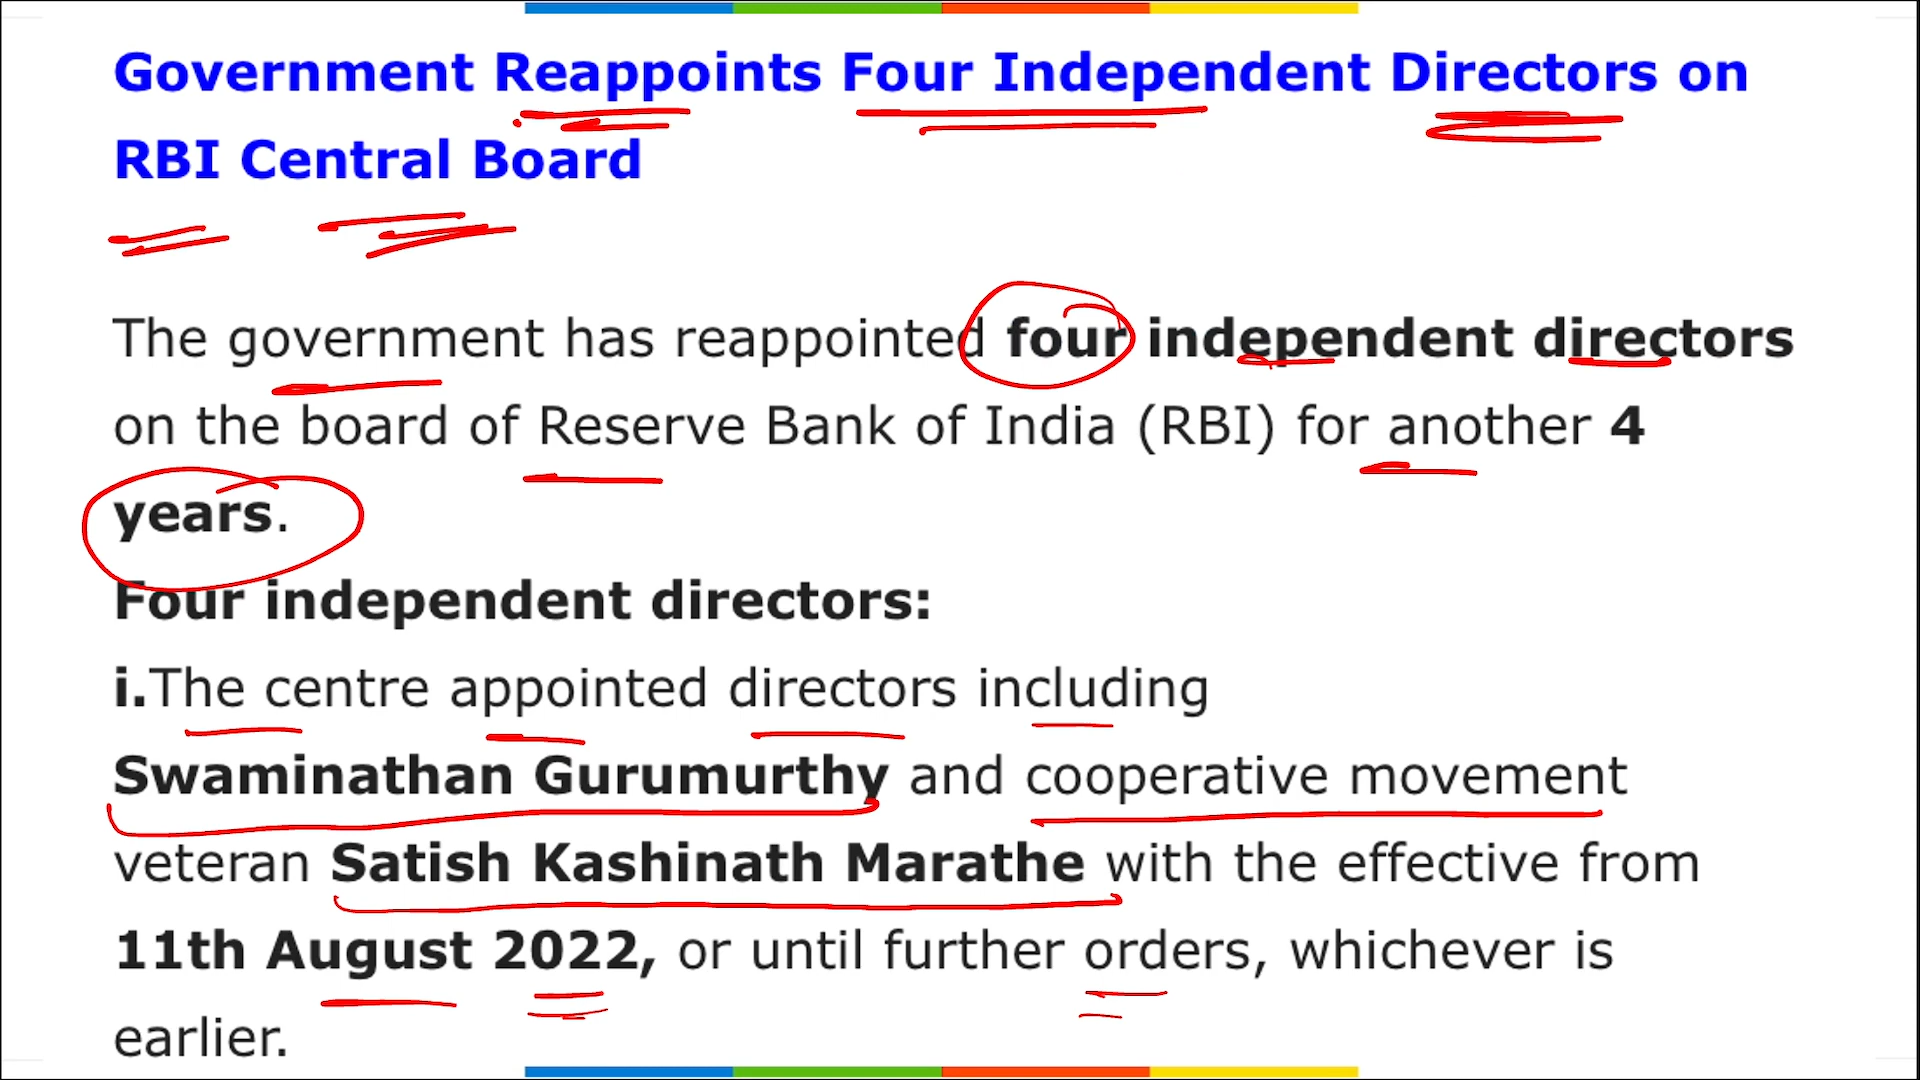 Government Reappoints Four Independent Directors on
RBI Central Board
The government has reappointed four independent directors
on the board of Reserve Bank of India (RBI) for another 4
years.
Four independent directors:
i.The centre appointed directors including
Swaminathan Gurumurthy and cooperative movement
veteran Satish Kashinath Marathe with the effective from
11th August 2022, or until further orders, whichever is
earlier.